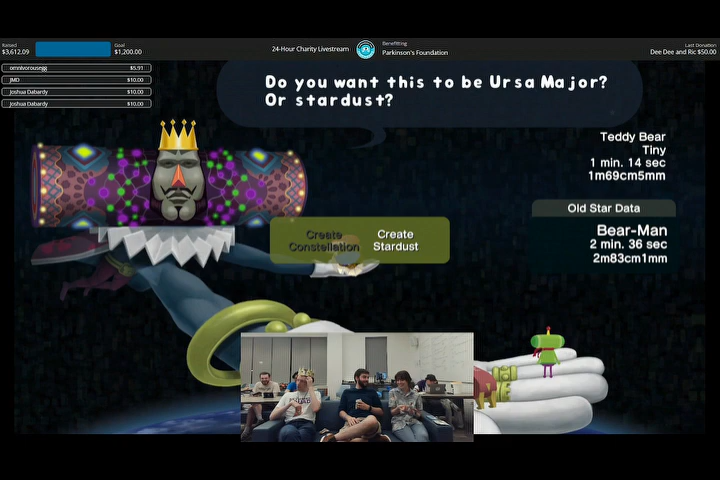 Raised
$3,612.09
Goal
$1,200.00
24-Hour Charity Livestream
Benefitting
Parkinson's Foundation
Last Donation
Dee Dee and Ric $50.00
omnivorousegg $5.91
JMD $10.00
Joshua Dabardy $10.00
Joshua Dabardy $10.00
Do you want this to be Ursa Major?
Or stardust?
Teddy Bear
Tiny
1 min. 14 sec
1m69cm5mm
Old Star Data
Bear-Man
2 min. 36 sec
2m83cm1mm
Create
Constellation
Create
Stardust